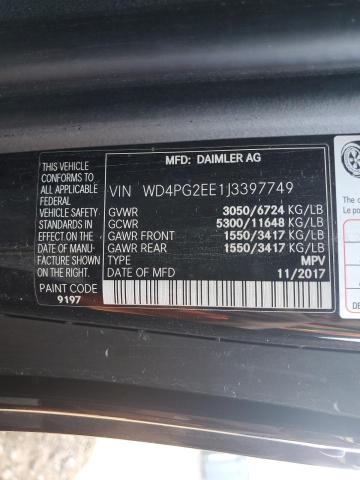 MFD: DAIMLER AG
THIS VEHICLE
CONFORMS TO
ALL APPLICABLE
FEDERAL
VEHICLE SAFETY
STANDARDS IN
EFFECT ON THE
DATE OF MANU-
FACTURE SHOWN
ON THE RIGHT.
PAINT CODE
9197
VIN WD4PG2EE1J3397749
GVWR 3050/6724 KG/LB
GCWR 5300/11648 KG/LB
GAWR FRONT 1550/3417 KG/LB
GAWR REAR 1550/3417 KG/LB
TYPE MPV
DATE OF MFD 11/2017